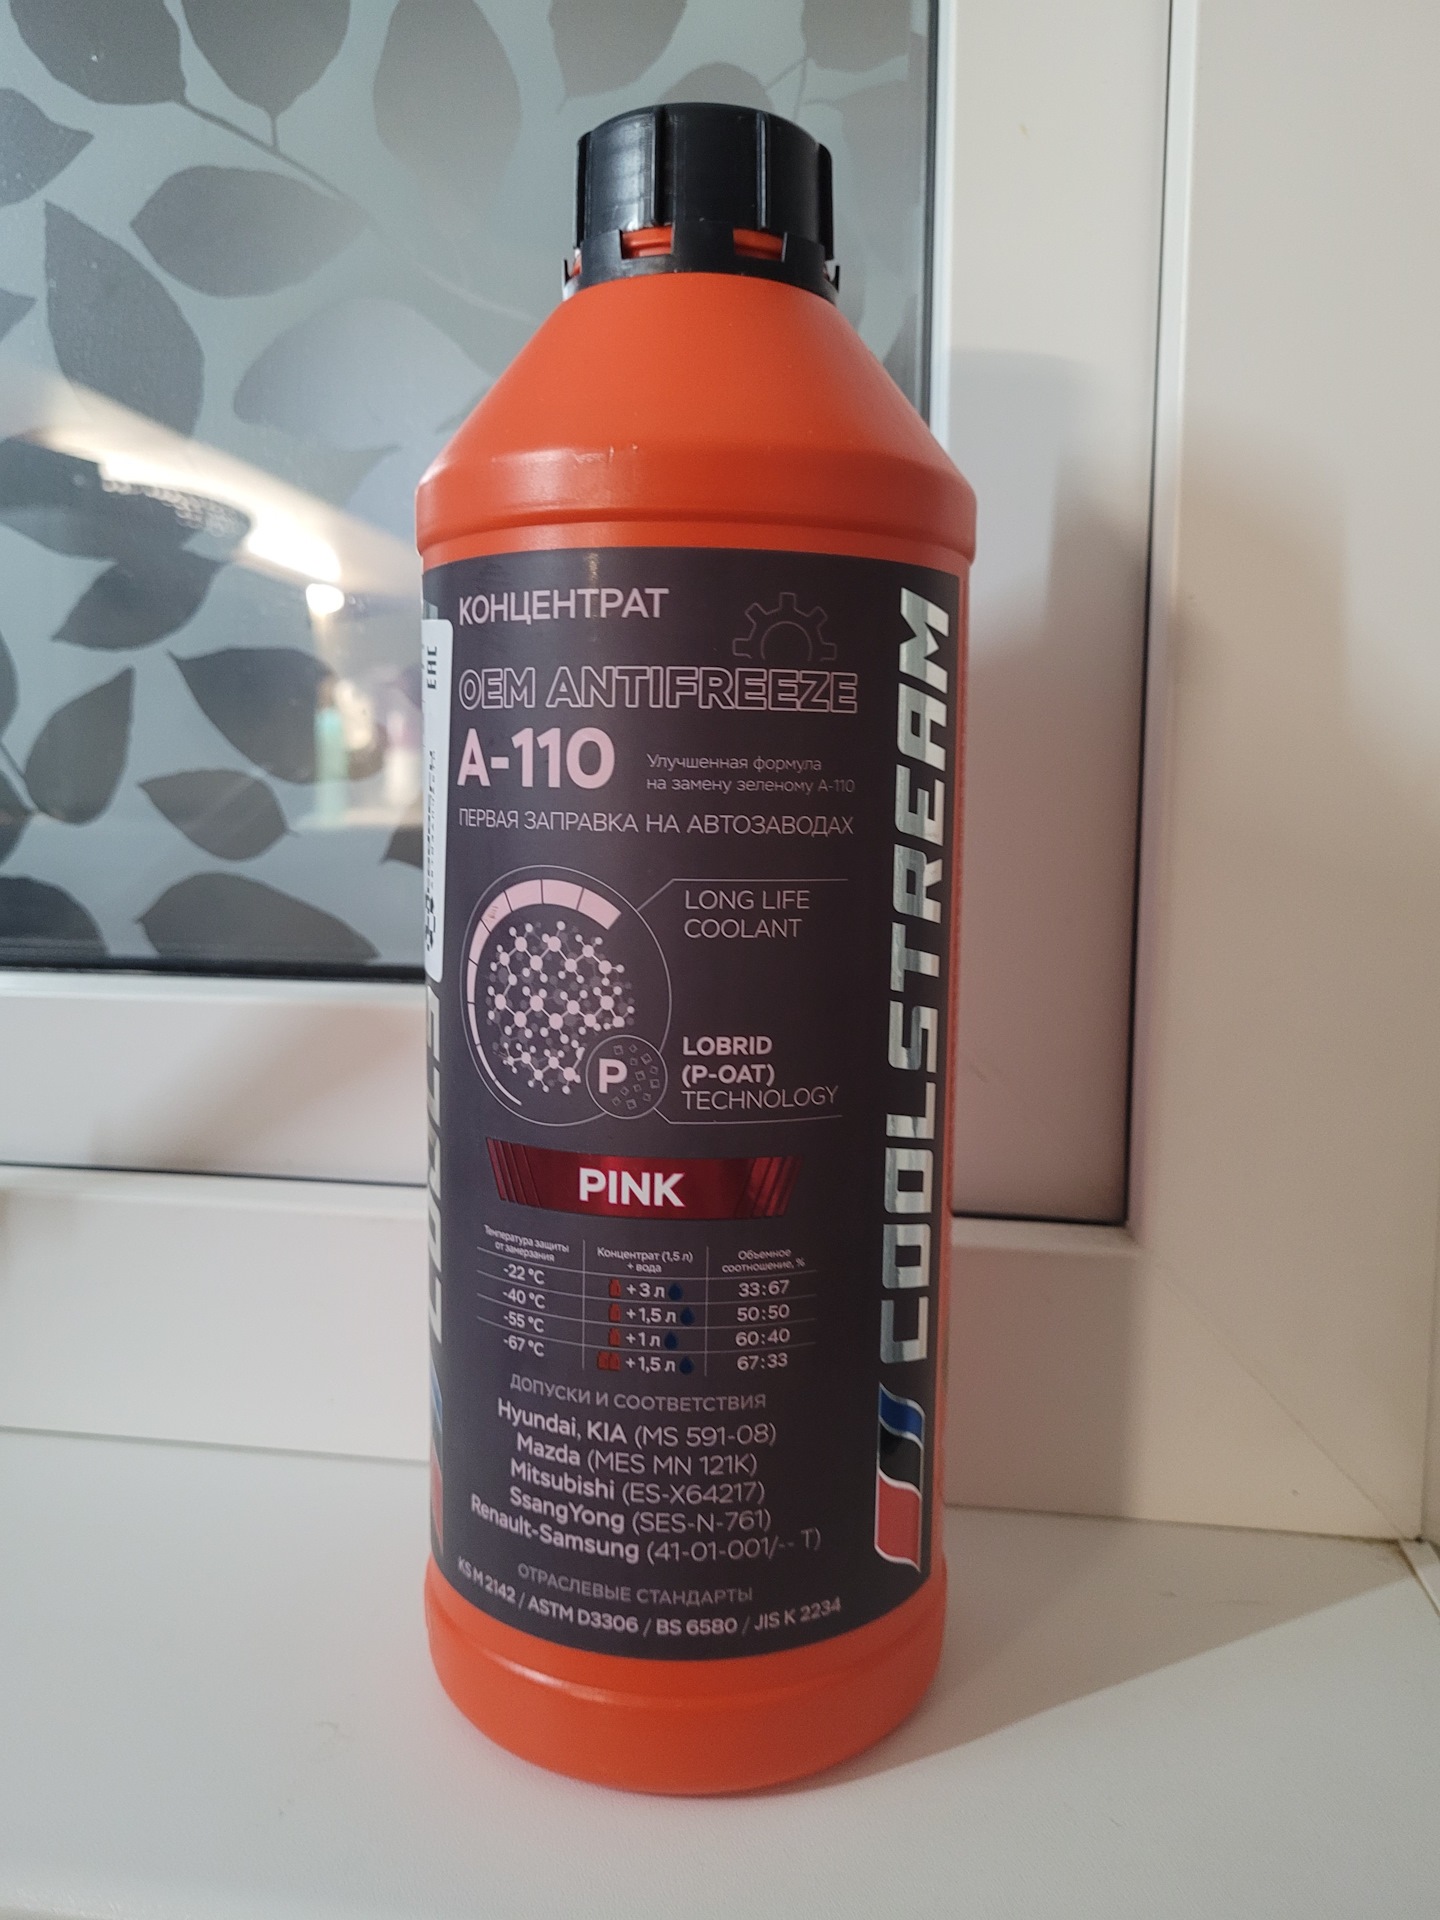 КОНЦЕНТРАТ
OEM ANTIFREEZE
A-110
Улучшенная формула
на замену зеленому A-110
ПЕРВАЯ ЗАПРАВКА НА АВТОЗАВОДАХ
LONG LIFE
COOLANT
LOBRID
(P-OAT)
TECHNOLOGY
P
PINK
Температура защиты
от замерзания
Концентрат (1,5 л)
+ вода
Объемное
соотношение, %
-22 °C +3 л 33:67
-40 °C +1,5 л 50:50
-55 °C +1 л 60:40
-67 °C +1,5 л 67:33
ДОПУСКИ И СООТВЕТСТВИЯ
Hyundai, KIA (MS 591-08)
Mazda (MES MN 121K)
Mitsubishi (ES-X64217)
SsangYong (SES-N-761)
Renault-Samsung (41-01-001/-- T)
ОТРАСЛЕВЫЕ СТАНДАРТЫ
KS M 2142 / ASTM D3306 / BS 6580 / JIS K 2234
COOLSTREAM
EAC